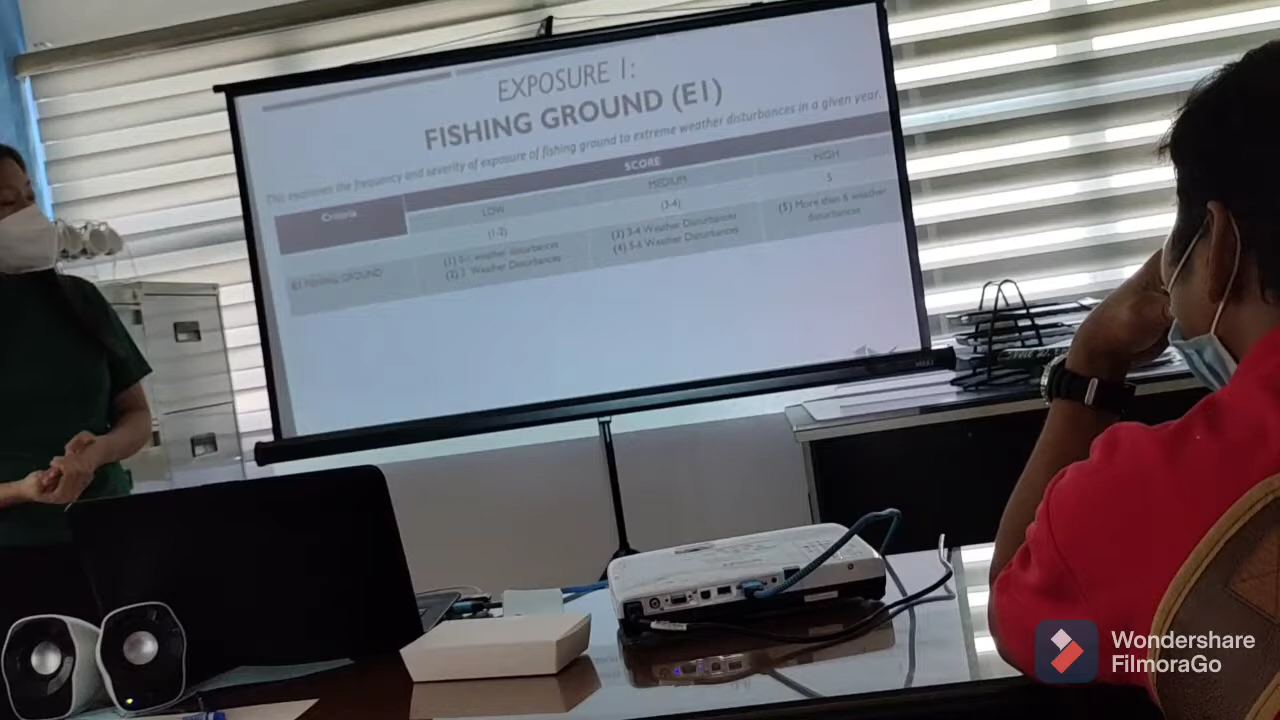 EXPOSURE 1:
FISHING GROUND (E1)
This examines the frequency and severity of exposure of fishing ground to extreme weather disturbances in a given year.
Criteria
SCORE
LOW
MEDIUM
HIGH
(1-2)
(3-4)
5
E1 FISHING GROUND
(1) 0-1 weather disturbances
(2) 2 Weather Disturbances
(3) 3-4 Weather Disturbances
(4) 5-6 Weather Disturbances
(5) More than 6 weather
disturbances
Wondershare
FilmoraGo